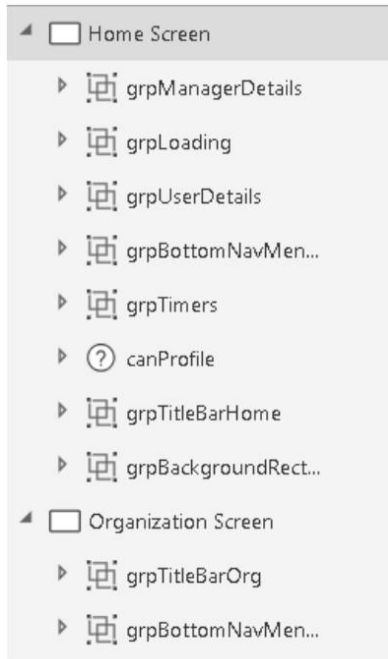 Home Screen
grpManagerDetails
grpLoading
grpUserDetails
grpBottomNavMen...
grpTimers
canProfile
grpTitleBarHome
grpBackgroundRect...
Organization Screen
grpTitleBarOrg
grpBottomNavMen...